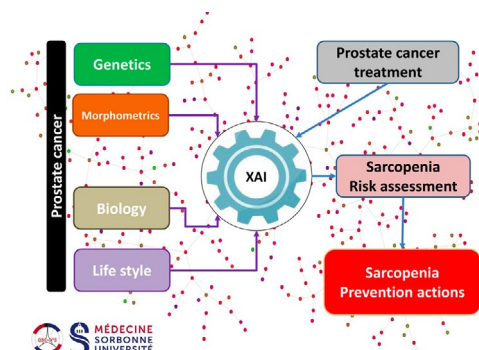 Prostate cancer
Genetics
Morphometrics
Biology
Life style
XAI
Prostate cancer
treatment
Sarcopenia
Risk assessment
Sarcopenia
Prevention actions
MÉDECINE
SORBONNE
UNIVERSITÉ